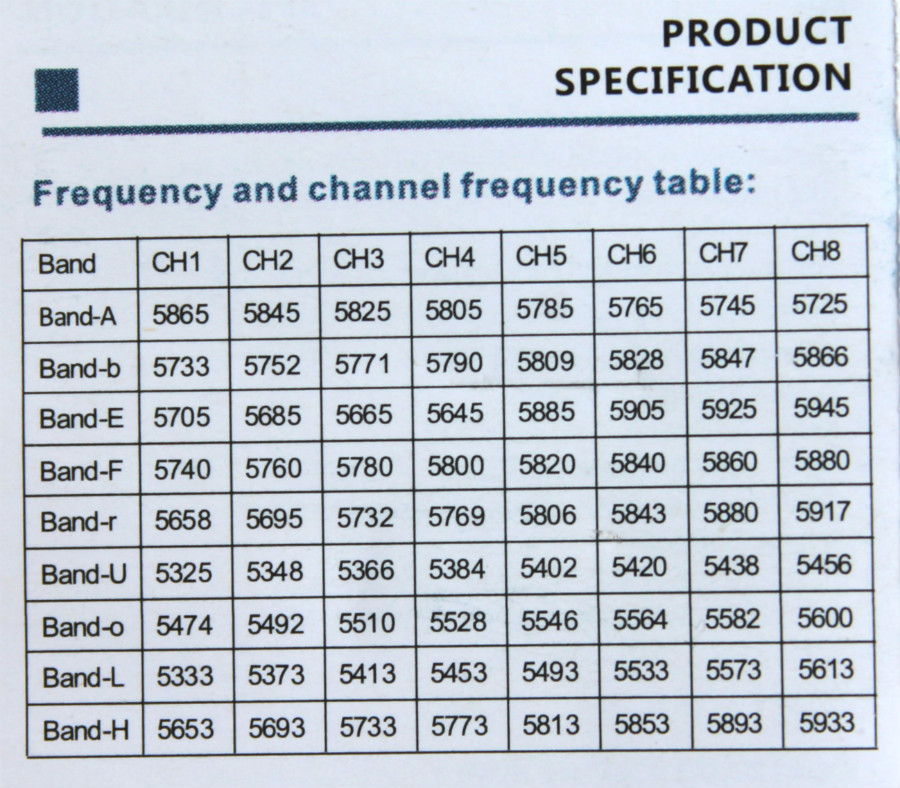 PRODUCT
SPECIFICATION
Frequency and channel frequency table:
Band CH1 CH2 CH3 CH4 CH5 CH6 CH7 CH8
Band-A 5865 5845 5825 5805 5785 5765 5745 5725
Band-b 5733 5752 5771 5790 5809 5828 5847 5866
Band-E 5705 5685 5665 5645 5885 5905 5925 5945
Band-F 5740 5760 5780 5800 5820 5840 5860 5880
Band-r 5658 5695 5732 5769 5806 5843 5880 5917
Band-U 5325 5348 5366 5384 5402 5420 5438 5456
Band-o 5474 5492 5510 5528 5546 5564 5582 5600
Band-L 5333 5373 5413 5453 5493 5533 5573 5613
Band-H 5653 5693 5733 5773 5813 5853 5893 5933